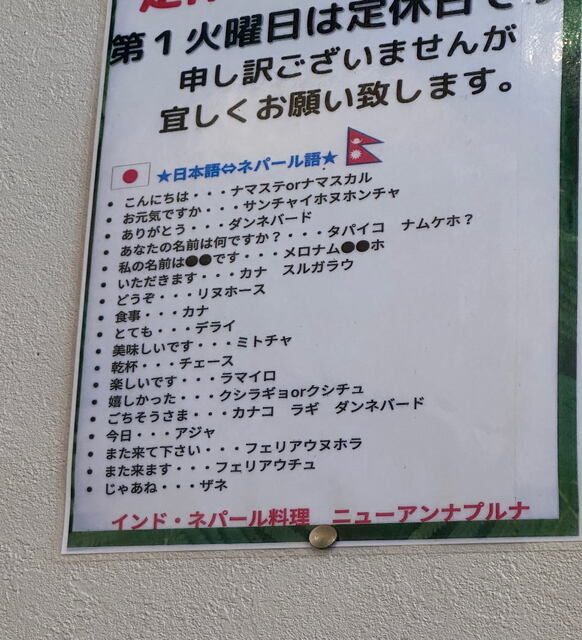 第1火曜日は定休日です
申し訳ございませんが
宜しくお願い致します。
★日本語⇔ネパール語★
• こんにちは・・・ナマステorナマスカル
• お元気ですか・・・サンチャイホヌホンチャ
• ありがとう・・・ダンネバード
• あなたの名前は何ですか？・・・タパイコ ナムケホ？
• 私の名前は●●です・・・メロナム●●ホ
• いただきます・・・カナ スルガラウ
• どうぞ・・・リヌホース
• 食事・・・カナ
• とても・・・デライ
• 美味しいです・・・ミトチャ
• 乾杯・・・チェース
• 楽しいです・・・ラマイロ
• 嬉しかった・・・クシラギョorクシチュ
• ごちそうさま・・・カナコ ラギ ダンネバード
• 今日・・・アジャ
• また来て下さい・・・フェリアウヌホラ
• また来ます・・・フェリアウチュ
• じゃあね・・・ザネ
インド・ネパール料理 ニューアンナプルナ